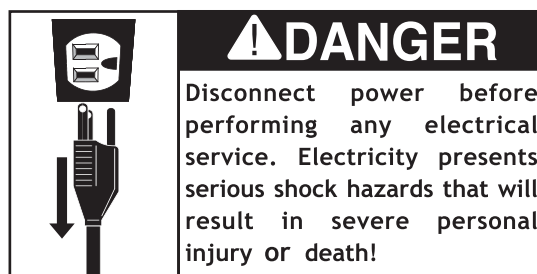 DANGER
Disconnect power before
performing any electrical
service. Electricity presents
serious shock hazards that will
result in severe personal
injury or death!